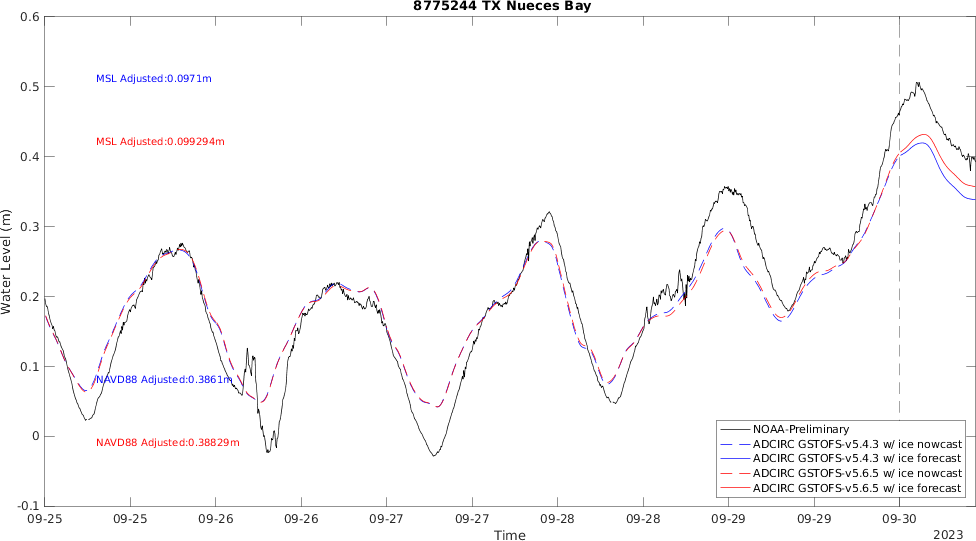 8775244 TX Nueces Bay
0.6
0.5
0.4
0.3
0.2
0.1
0
-0.1
Water Level (m)
MSL Adjusted:0.0971m
MSL Adjusted:0.099294m
NAVD88 Adjusted:0.3861m
NAVD88 Adjusted:0.38829m
NOAA-Preliminary
ADCIRC GSTOFS-v5.4.3 w/ ice nowcast
ADCIRC GSTOFS-v5.4.3 w/ ice forecast
ADCIRC GSTOFS-v5.6.5 w/ ice nowcast
ADCIRC GSTOFS-v5.6.5 w/ ice forecast
09-25 09-25 09-26 09-26 09-27 09-27 09-28 09-28 09-29 09-29 09-30
Time
2023